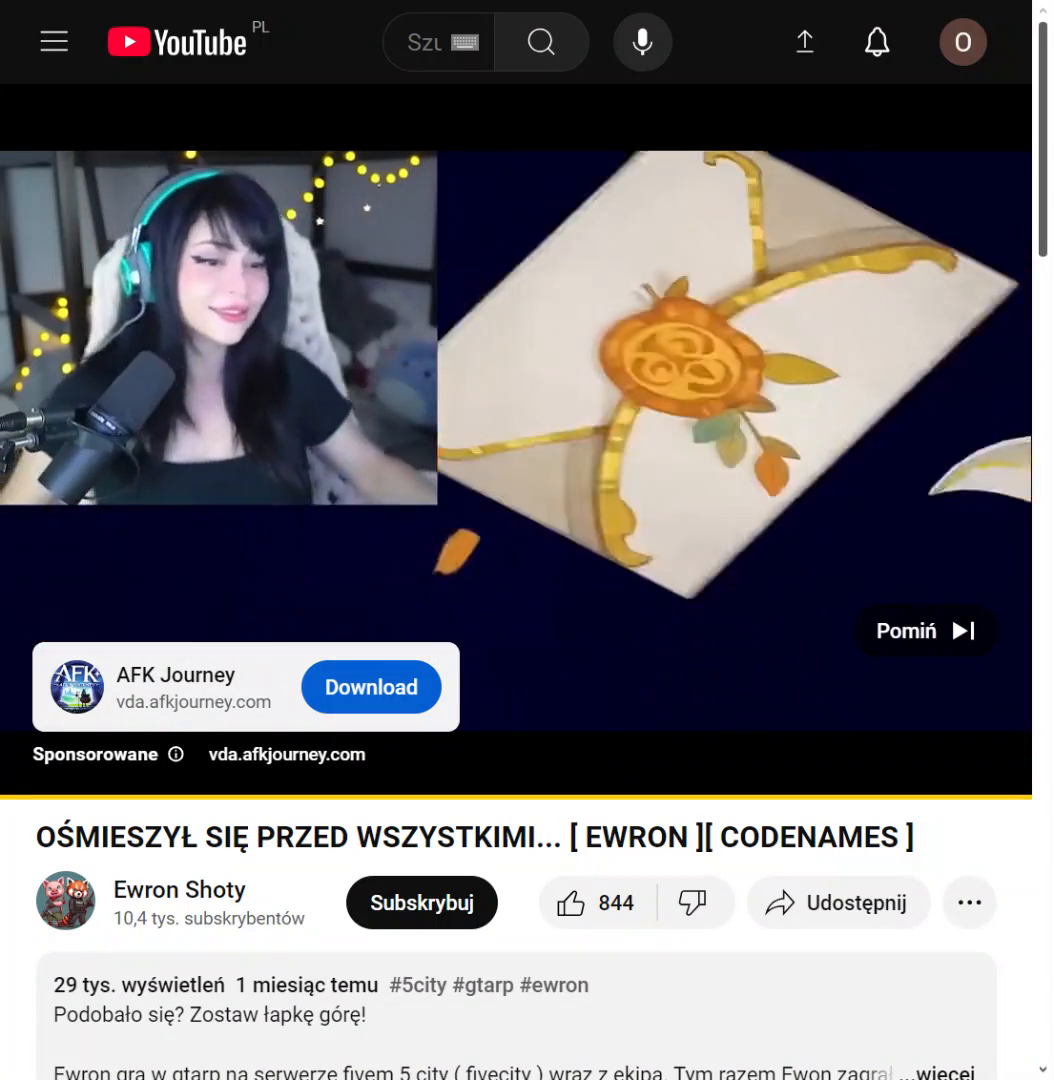 YouTube PL
Szu
O
Pomiń
AFK
AFK Journey
vda.afkjourney.com
Download
Sponsorowane
vda.afkjourney.com
OŚMIESZYŁ SIĘ PRZED WSZYSTKIMI... [ EWRON ][ CODENAMES ]
Ewron Shoty
10,4 tys. subskrybentów
Subskrybuj
844
Udostępnij
29 tys. wyświetleń 1 miesiąc temu #5city #gtarp #ewron
Podobało się? Zostaw łapkę górę!
Ewron gra w gtarp na serwerze fivem 5 city ( fivecity ) wraz z ekipą. Tym razem Ewon zagrał ...więcej